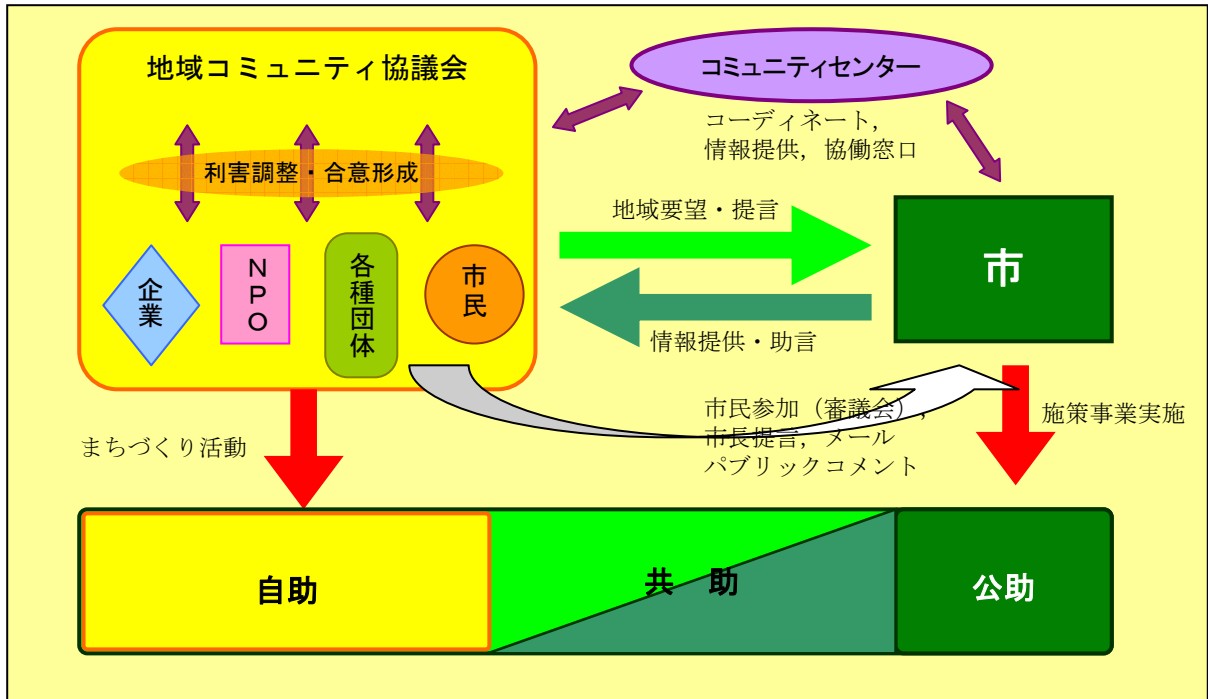 地域コミュニティ協議会
利害調整・合意形成
企業
NPO
各種団体
市民
コミュニティセンター
コーディネート,
情報提供, 協働窓口
地域要望・提言
市
情報提供・助言
市民参加（審議会）,
市長提言, メール
パブリックコメント
まちづくり活動
施策事業実施
自助
共 助
公助